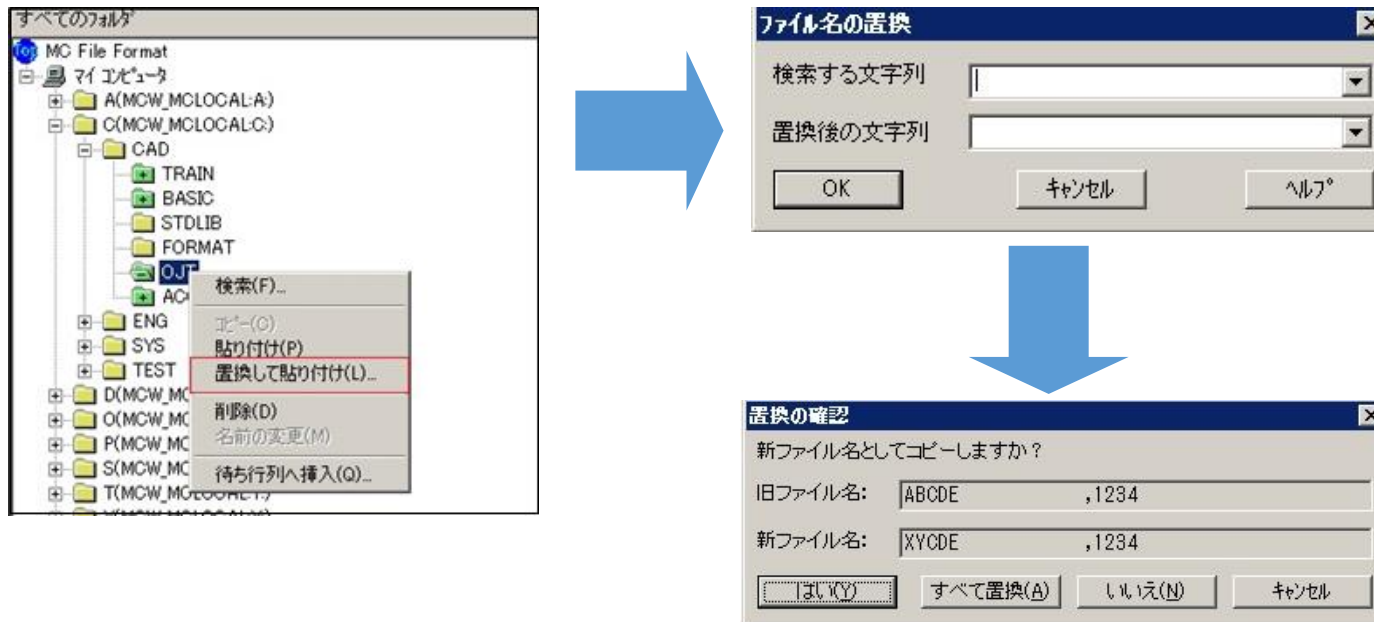 すべてのフォルダ
MC File Format
マイ コンピュータ
A(MCW_MCLOCAL:A:)
C(MCW_MCLOCAL:C:)
CAD
TRAIN
BASIC
STDLIB
FORMAT
OJT
AC
ENG
SYS
TEST
D(MCW_MC
O(MCW_MC
P(MCW_MC
S(MCW_MC
T(MCW_MCLOCAL:T:)
検索(F)...
コピー(C)
貼り付け(P)
置換して貼り付け(L)...
削除(D)
名前の変更(M)
待ち行列へ挿入(Q)...
ファイル名の置換
検索する文字列
置換後の文字列
OK キャンセル ヘルプ
置換の確認
新ファイル名としてコピーしますか?
旧ファイル名: ABCDE ,1234
新ファイル名: XYCDE ,1234
はい(Y) すべて置換(A) いいえ(N) キャンセル